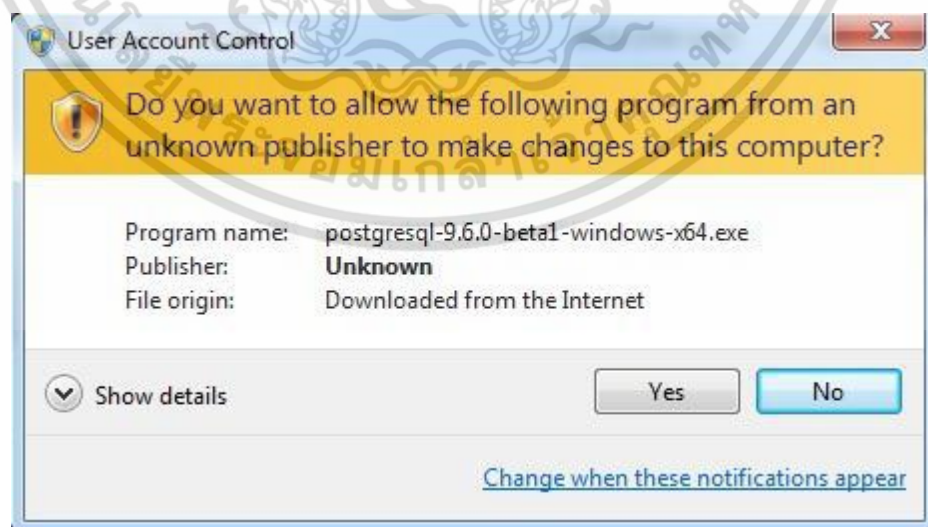 User Account Control
Do you want to allow the following program from an
unknown publisher to make changes to this computer?
Program name: postgresql-9.6.0-beta1-windows-x64.exe
Publisher: Unknown
File origin: Downloaded from the Internet
Show details
Yes
No
Change when these notifications appear